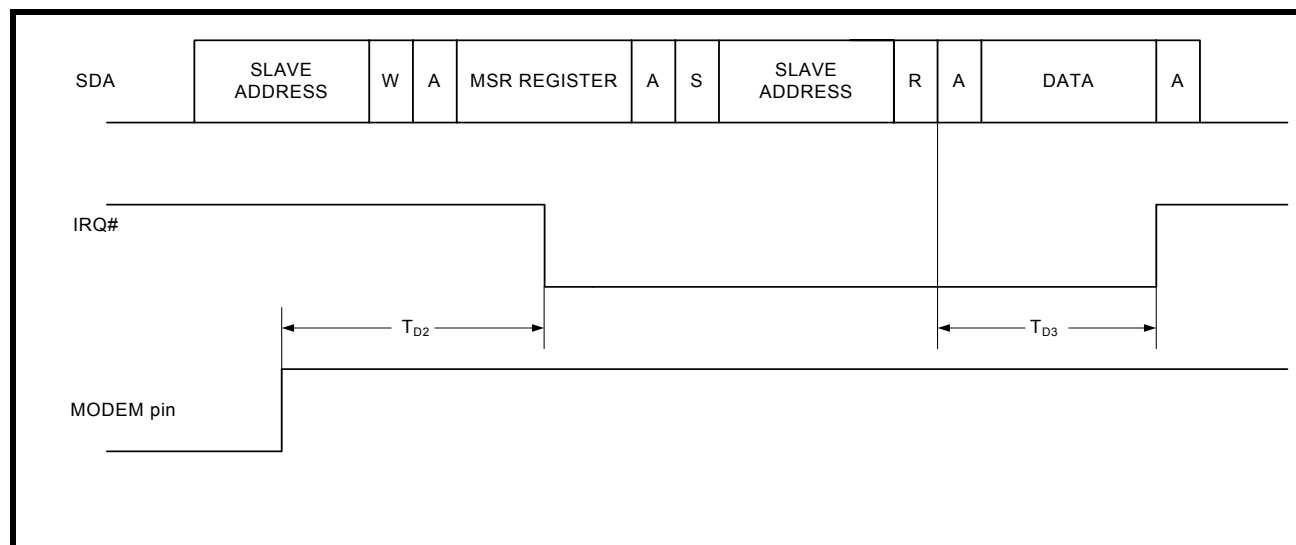 SDA
SLAVE
ADDRESS
W
A
MSR REGISTER
A
S
SLAVE
ADDRESS
R
A
DATA
A
IRQ#
TD2
TD3
MODEM pin